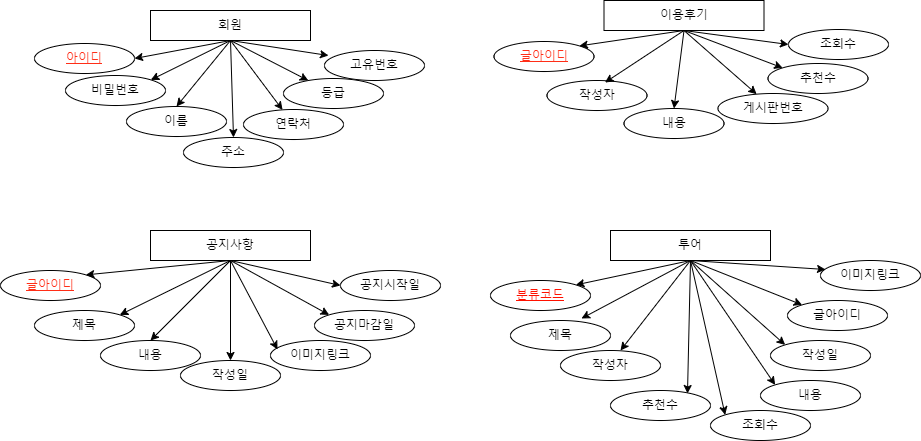 회원
아이디
비밀번호
이름
주소
연락처
등급
고유번호
이용후기
글아이디
작성자
내용
게시판번호
추천수
조회수
공지사항
글아이디
제목
내용
작성일
이미지링크
공지마감일
공지시작일
투어
분류코드
제목
작성자
추천수
조회수
내용
작성일
글아이디
이미지링크